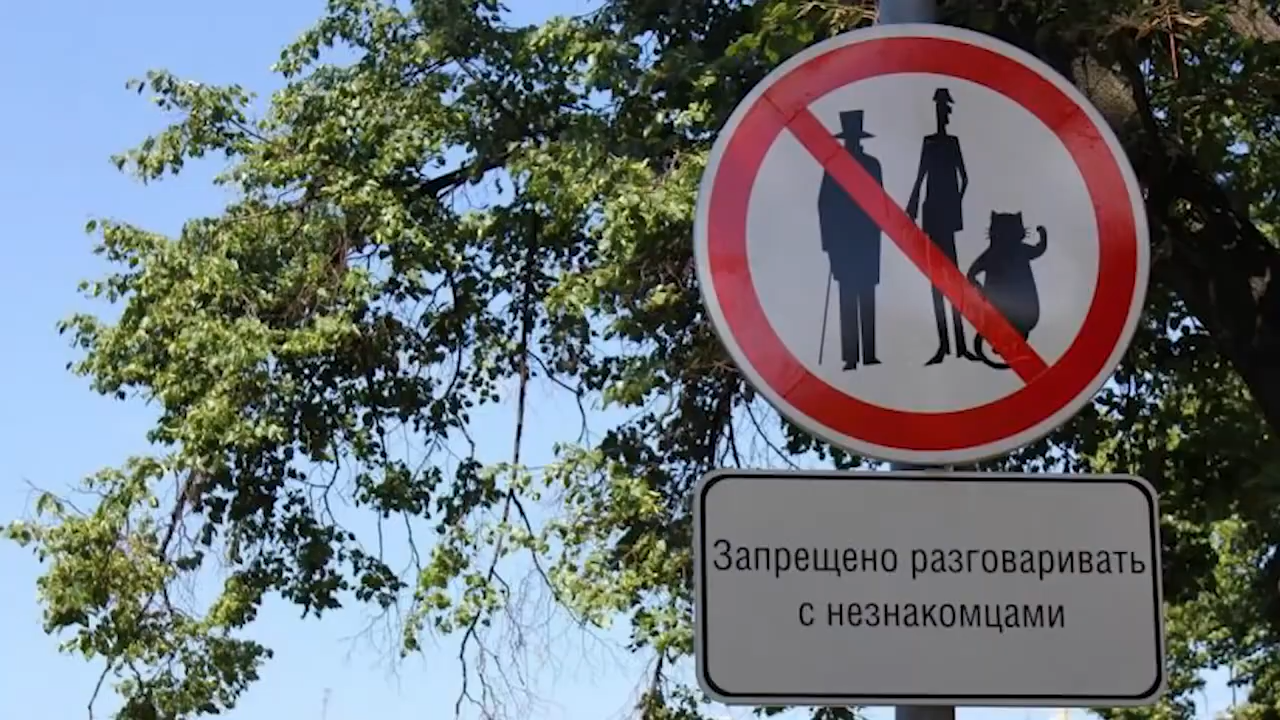 Запрещено разговаривать
с незнакомцами